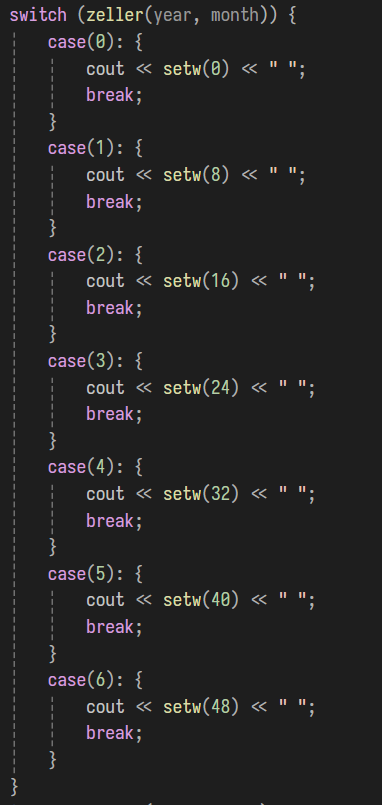 switch (zeller(year, month)) {
    case(0): {
        cout << setw(0) << " ";
        break;
    }
    case(1): {
        cout << setw(8) << " ";
        break;
    }
    case(2): {
        cout << setw(16) << " ";
        break;
    }
    case(3): {
        cout << setw(24) << " ";
        break;
    }
    case(4): {
        cout << setw(32) << " ";
        break;
    }
    case(5): {
        cout << setw(40) << " ";
        break;
    }
    case(6): {
        cout << setw(48) << " ";
        break;
    }
}